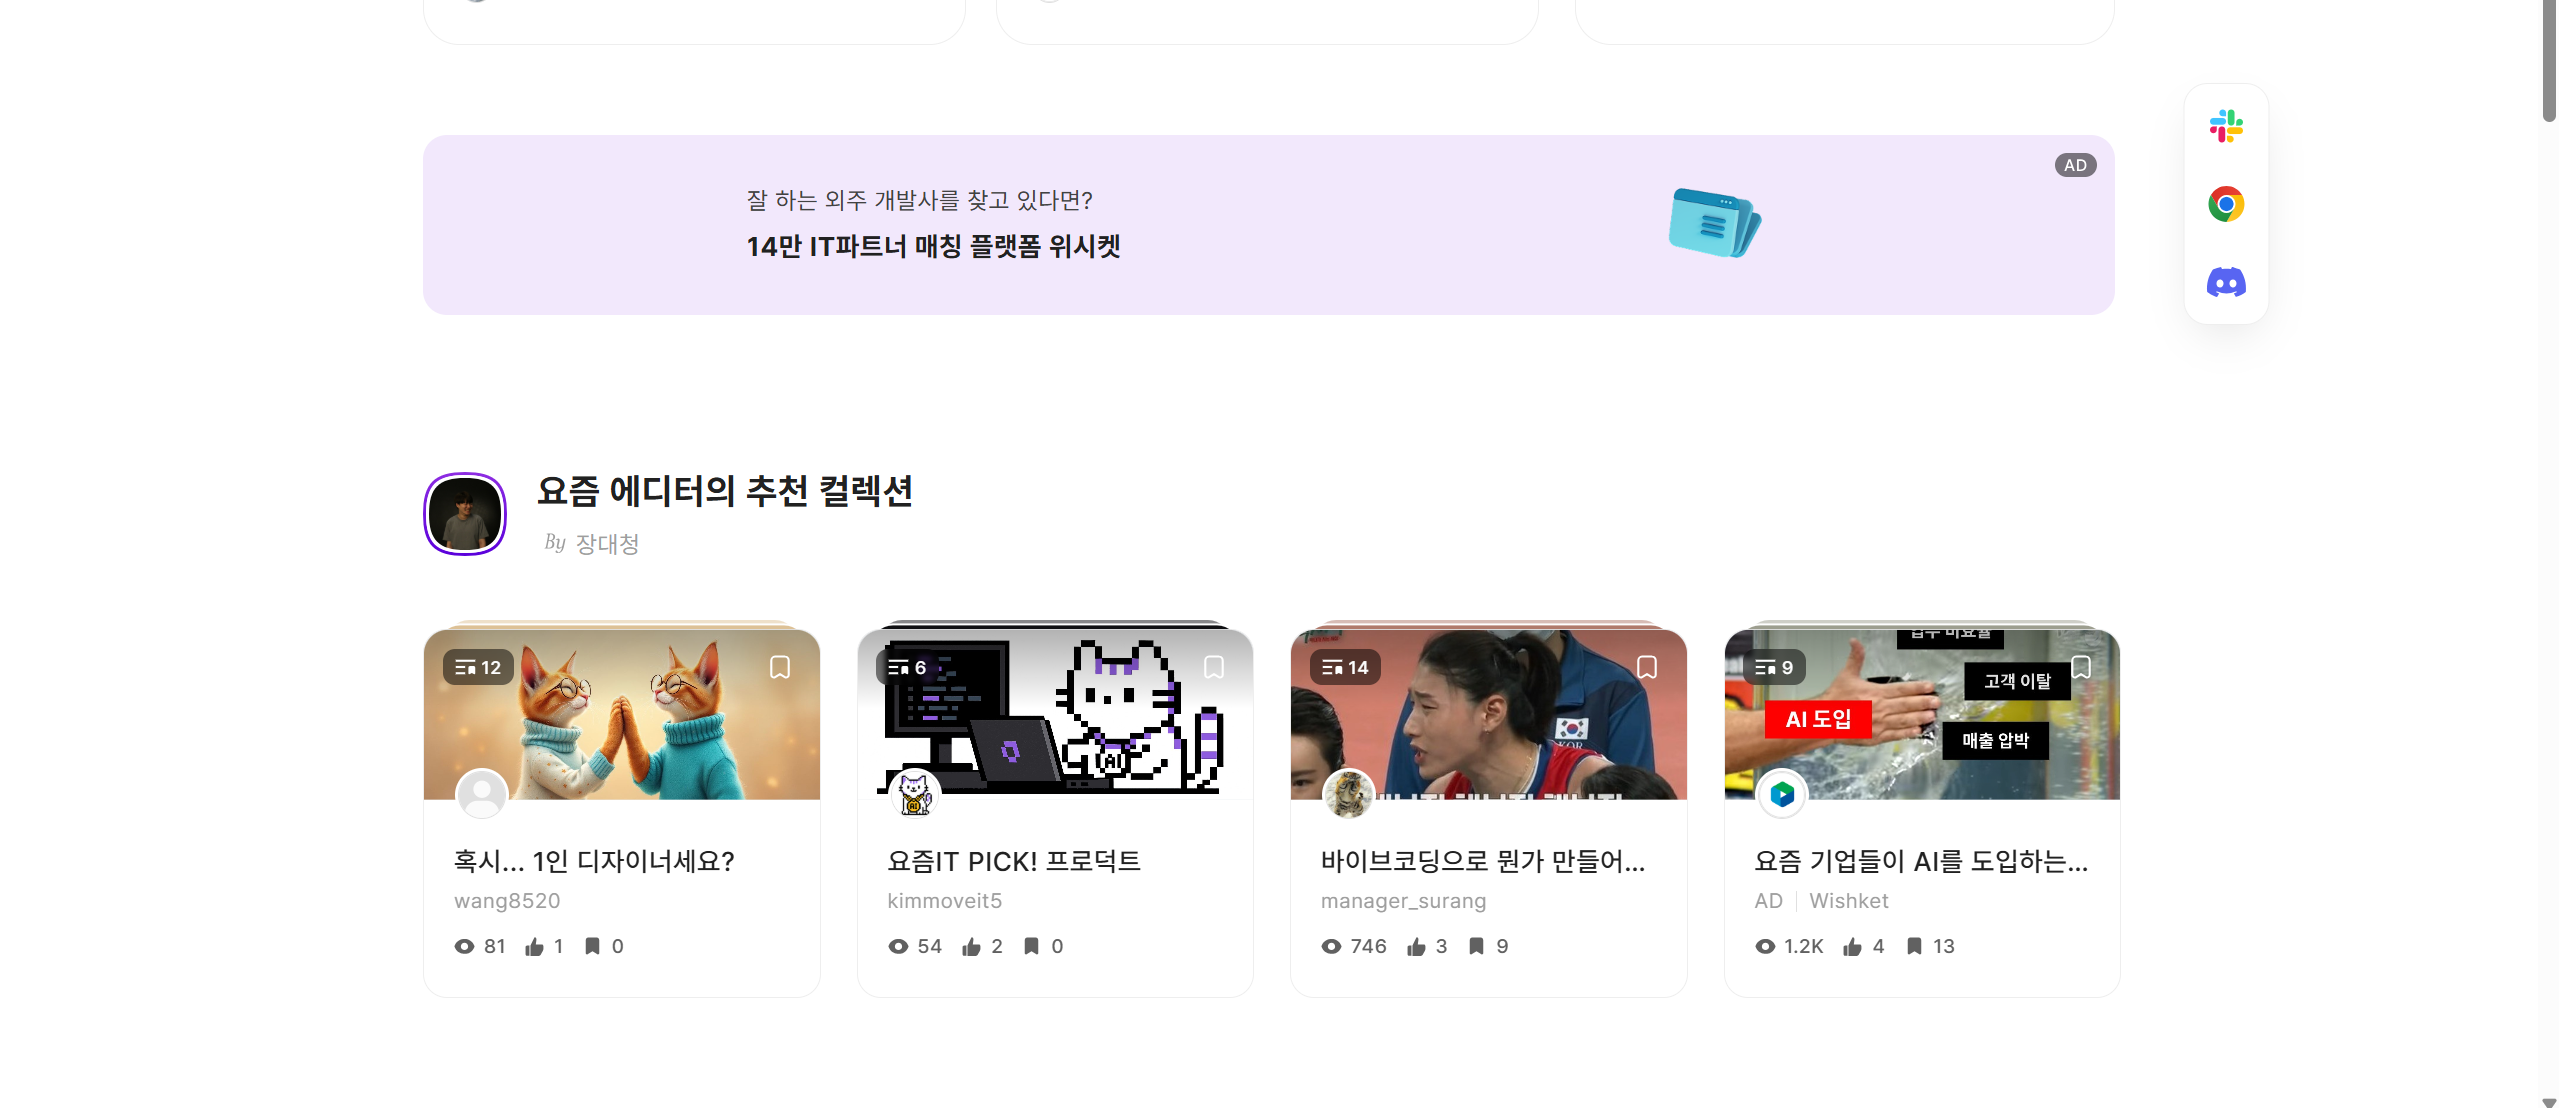 AD
잘 하는 외주 개발사를 찾고 있다면?
14만 IT파트너 매칭 플랫폼 위시켓
요즘 에디터의 추천 컬렉션
By 장대청
12
혹시... 1인 디자이너세요?
wang8520
81 1 0
6
AI
AI
요즘IT PICK! 프로덕트
kimmoveit5
54 2 0
14
KOR
바이브코딩으로 뭔가 만들어...
manager_surang
746 3 9
9
고객 이탈
AI 도입
매출 압박
요즘 기업들이 AI를 도입하는...
AD | Wishket
1.2K 4 13